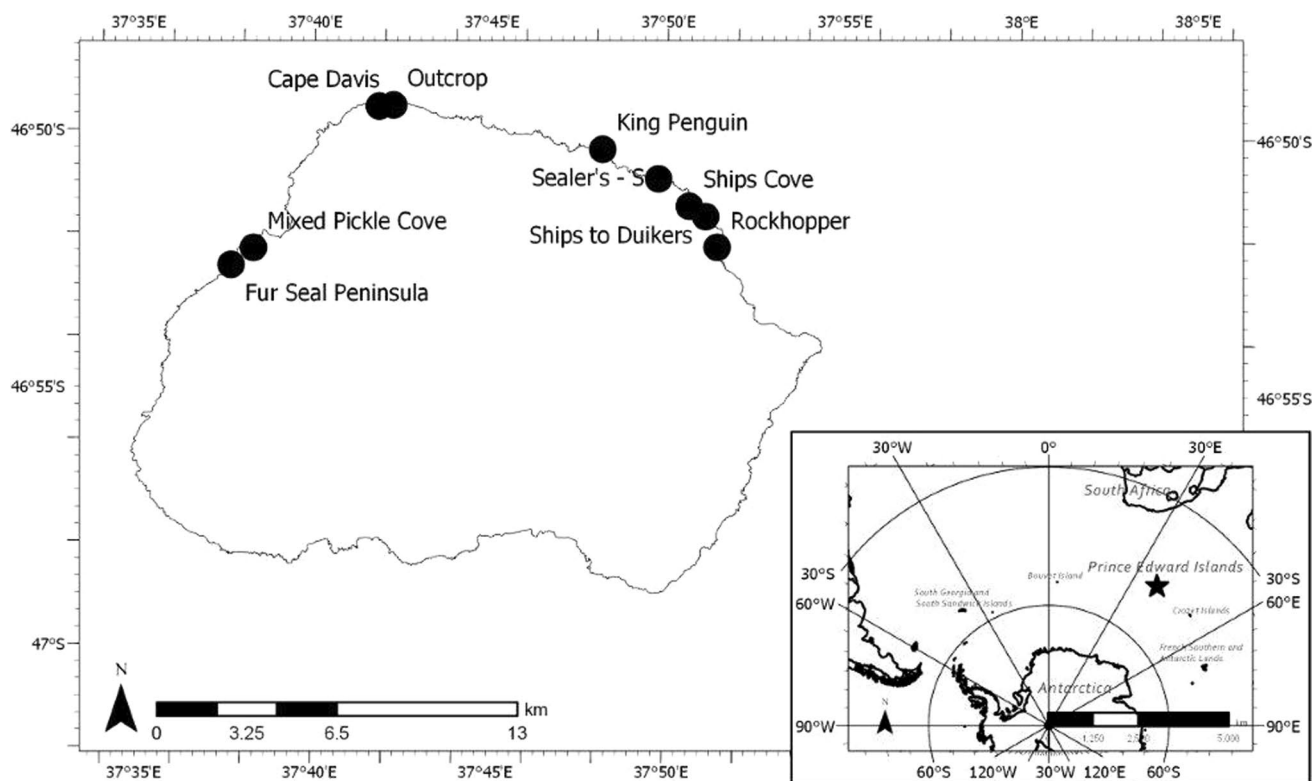 37°35'E 37°40'E 37°45'E 37°50'E 37°55'E 38°E 38°5'E
Cape Davis Outcrop
46°50'S
King Penguin
46°50'S
Sealer's - S
Ships Cove
Mixed Pickle Cove
Rockhopper
Ships to Duikers
Fur Seal Peninsula
46°55'S
46°55'S
47°S
N
km
0 3.25 6.5 13
37°35'E 37°40'E 37°45'E 37°50'E
30°W 0° 30°E
South Africa
Prince Edward Islands
30°S
60°W
30°S
60°E
Bouvet Island
South Georgia and
South Sandwich Islands
Crozet Islands
French Southern and
Antarctic Lands
Antarctica
N
km
90°W
90°E
1,250 2,500 5,000
60°S 120°W 30°W 120°E 60°S